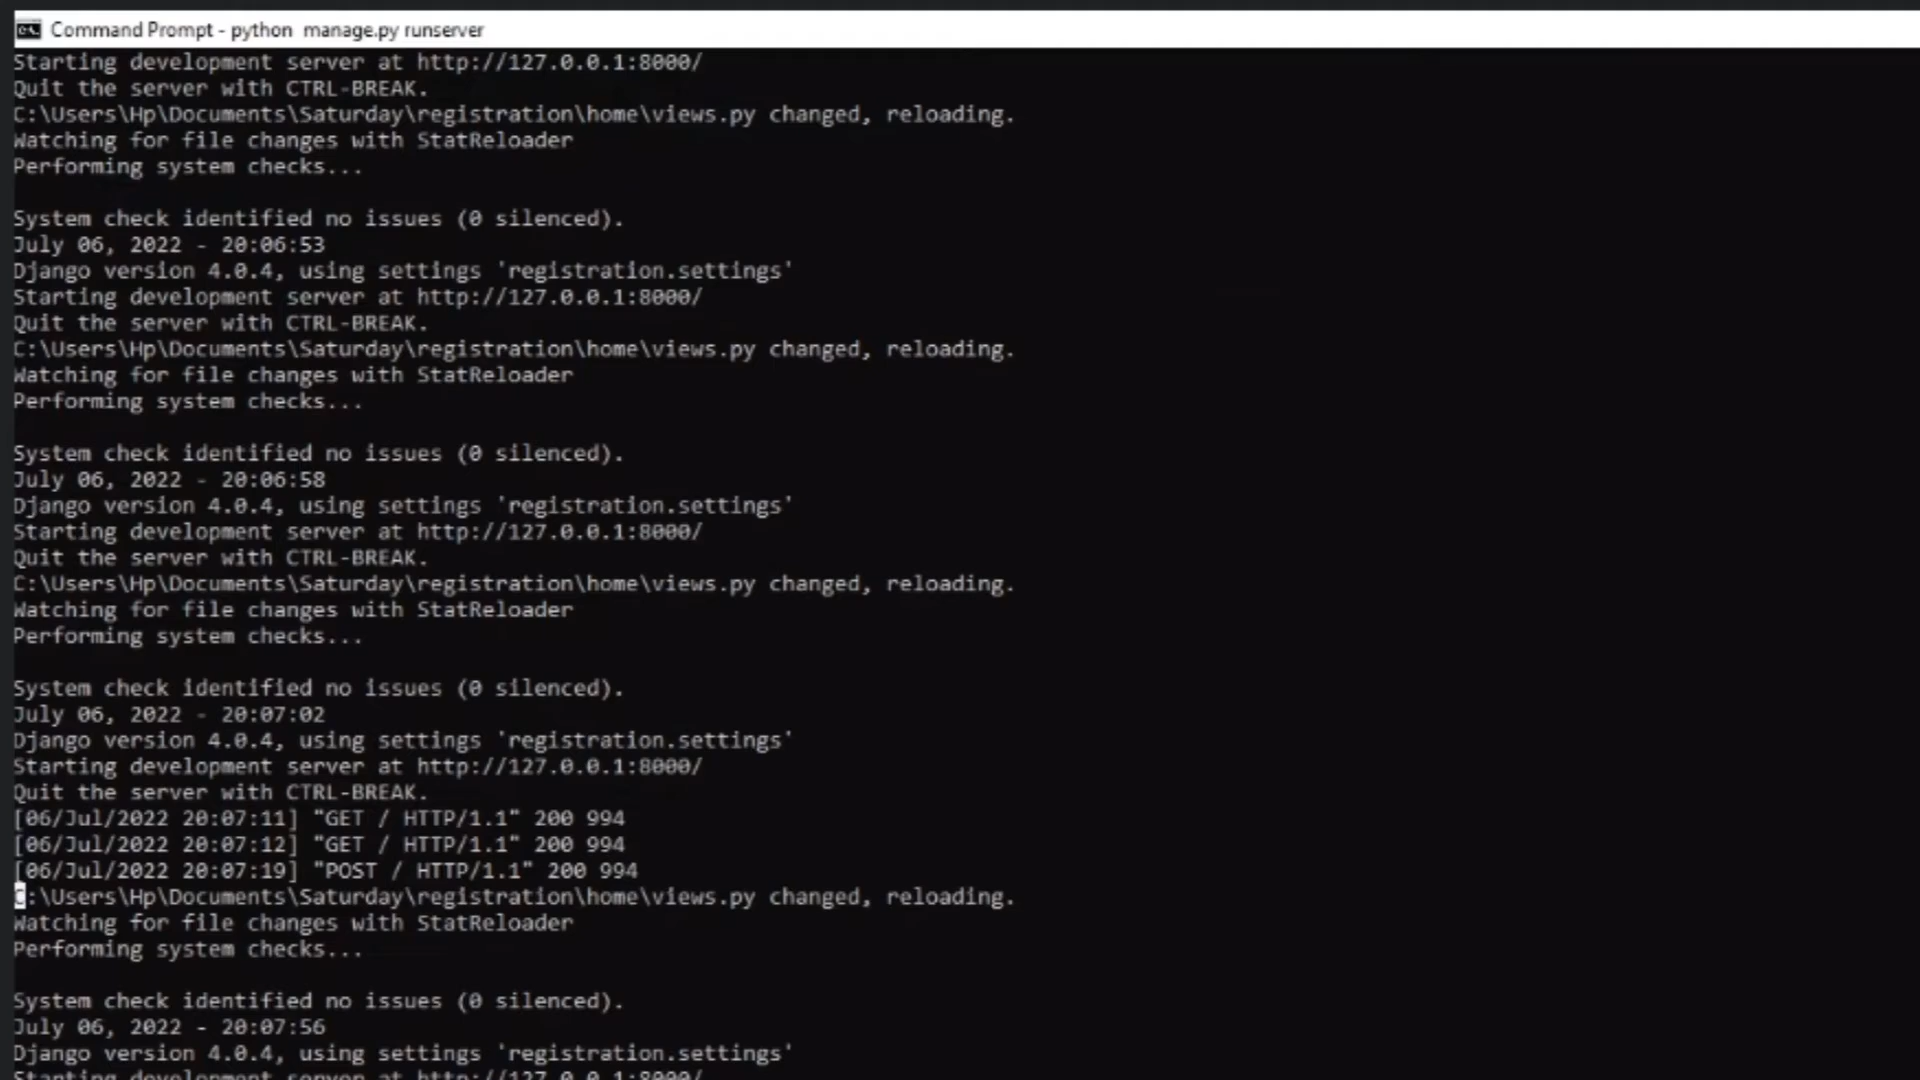 Command Prompt - python  manage.py runserver
Starting development server at http://127.0.0.1:8000/
Quit the server with CTRL-BREAK.
C:\Users\Hp\Documents\Saturday\registration\home\views.py changed, reloading.
Watching for file changes with StatReloader
Performing system checks...
System check identified no issues (0 silenced).
July 06, 2022 - 20:06:53
Django version 4.0.4, using settings 'registration.settings'
Starting development server at http://127.0.0.1:8000/
Quit the server with CTRL-BREAK.
C:\Users\Hp\Documents\Saturday\registration\home\views.py changed, reloading.
Watching for file changes with StatReloader
Performing system checks...
System check identified no issues (0 silenced).
July 06, 2022 - 20:06:58
Django version 4.0.4, using settings 'registration.settings'
Starting development server at http://127.0.0.1:8000/
Quit the server with CTRL-BREAK.
C:\Users\Hp\Documents\Saturday\registration\home\views.py changed, reloading.
Watching for file changes with StatReloader
Performing system checks...
System check identified no issues (0 silenced).
July 06, 2022 - 20:07:02
Django version 4.0.4, using settings 'registration.settings'
Starting development server at http://127.0.0.1:8000/
Quit the server with CTRL-BREAK.
[06/Jul/2022 20:07:11] "GET / HTTP/1.1" 200 994
[06/Jul/2022 20:07:12] "GET / HTTP/1.1" 200 994
[06/Jul/2022 20:07:19] "POST / HTTP/1.1" 200 994
C:\Users\Hp\Documents\Saturday\registration\home\views.py changed, reloading.
Watching for file changes with StatReloader
Performing system checks...
System check identified no issues (0 silenced).
July 06, 2022 - 20:07:56
Django version 4.0.4, using settings 'registration.settings'
Starting development server at http://127.0.0.1:8000/